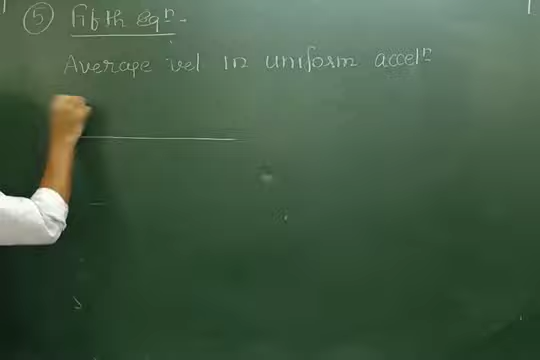 ⑤ Fifth eqⁿ-
Average vel in uniform accelⁿ